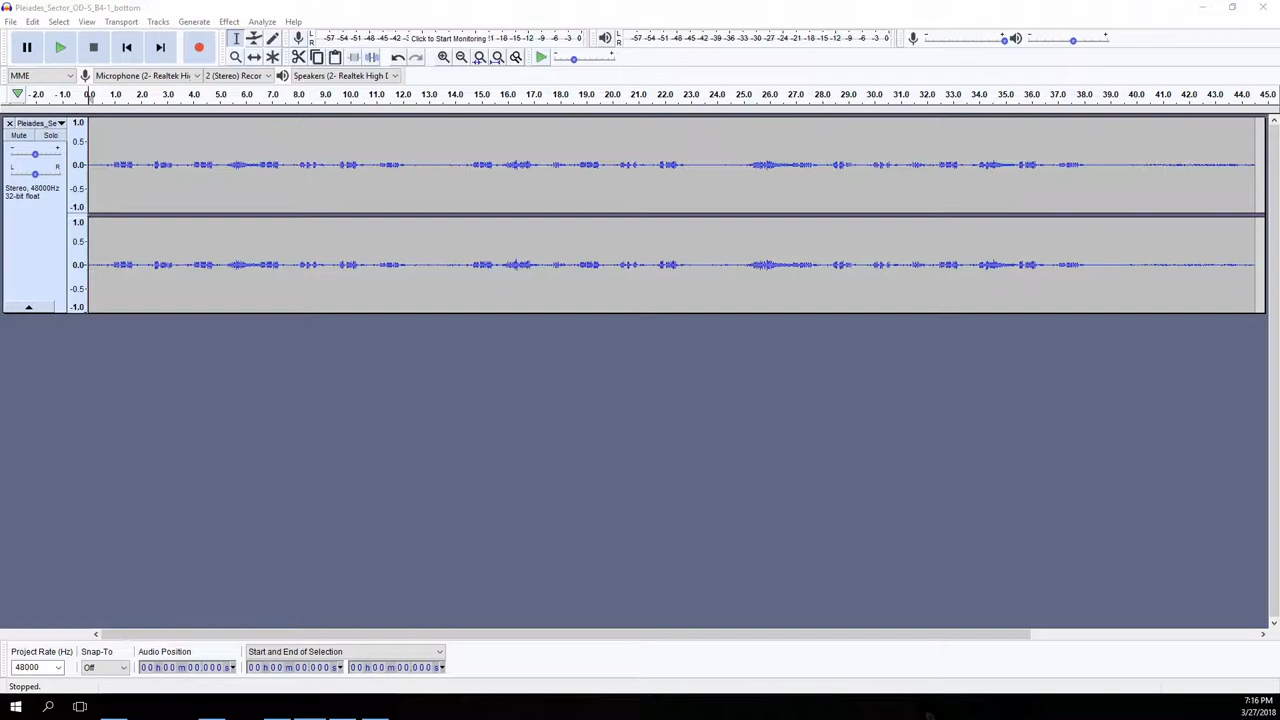 Pleiades_Sector_OD-S_B4-1_bottom
File Edit Select View Transport Tracks Generate Effect Analyze Help
L R -57 -54 -51 -48 -45 -42 - Click to Start Monitoring !1 -18 -15 -12 -9 -6 -3 0
L R -57 -54 -51 -48 -45 -42 -39 -36 -33 -30 -27 -24 -21 -18 -15 -12 -9 -6 -3 0
MME Microphone (2- Realtek Hi 2 (Stereo) Recor Speakers (2- Realtek High D
-2.0 -1.0 0.0 1.0 2.0 3.0 4.0 5.0 6.0 7.0 8.0 9.0 10.0 11.0 12.0 13.0 14.0 15.0 16.0 17.0 18.0 19.0 20.0 21.0 22.0 23.0 24.0 25.0 26.0 27.0 28.0 29.0 30.0 31.0 32.0 33.0 34.0 35.0 36.0 37.0 38.0 39.0 40.0 41.0 42.0 43.0 44.0 45.0
Pleiades_Se
Mute Solo
- +
L R
Stereo, 48000Hz
32-bit float
1.0
0.5
0.0
-0.5
-1.0
1.0
0.5
0.0
-0.5
-1.0
Project Rate (Hz) Snap-To Audio Position Start and End of Selection
48000 Off 00 h 00 m 00.000 s 00 h 00 m 00.000 s 00 h 00 m 00.000 s
Stopped.
7:16 PM
3/27/2018